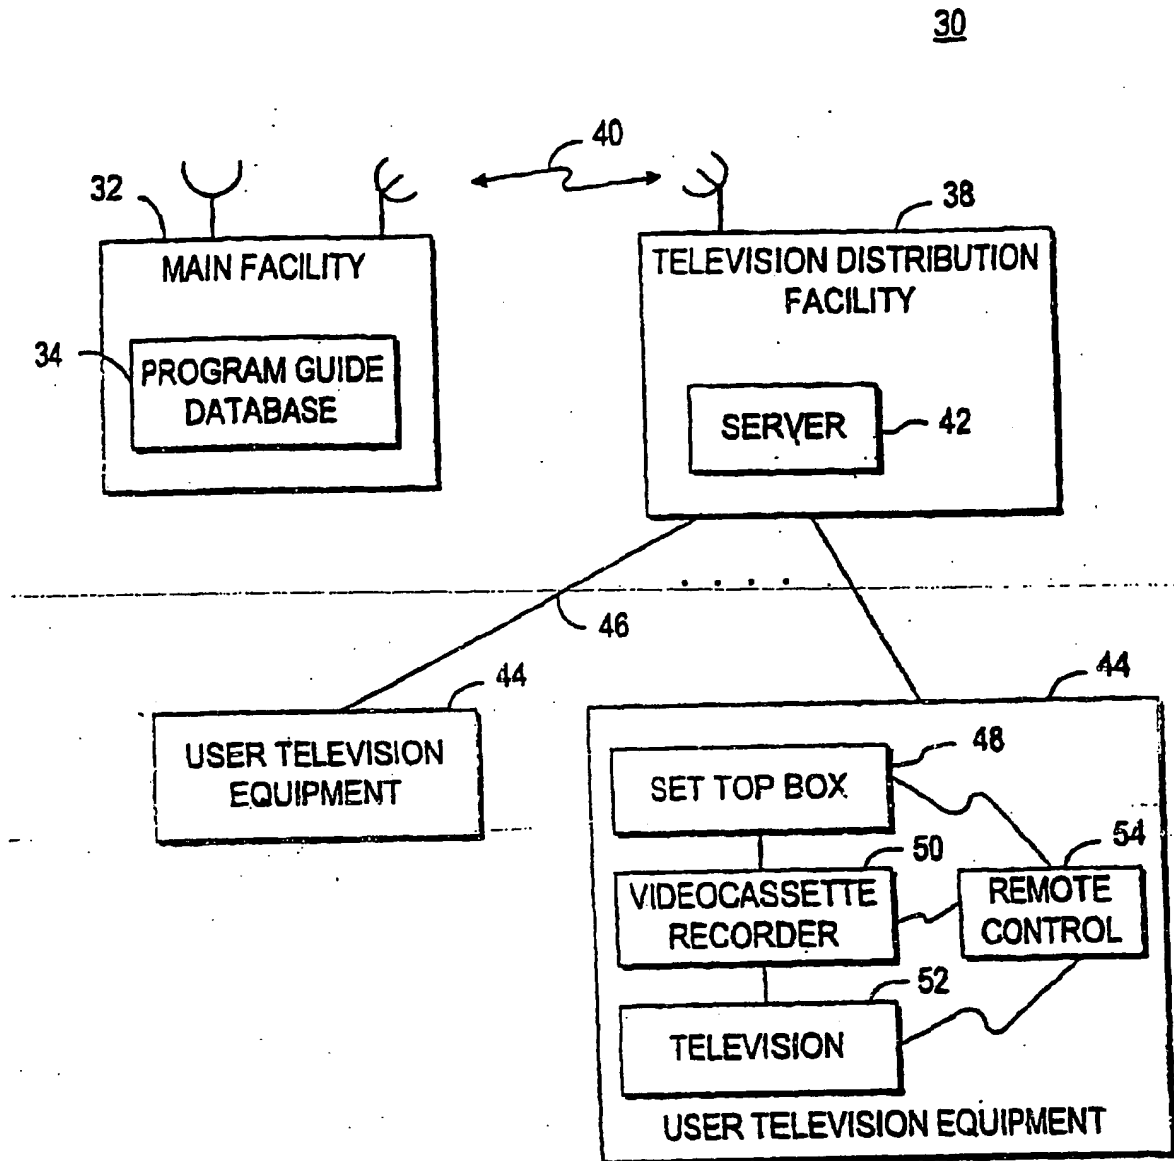 30
40
32
38
MAIN FACILITY
TELEVISION DISTRIBUTION
FACILITY
34
PROGRAM GUIDE
DATABASE
SERVER
42
46
44
44
USER TELEVISION
EQUIPMENT
48
SET TOP BOX
50
54
VIDEOCASSETTE
RECORDER
REMOTE
CONTROL
52
TELEVISION
USER TELEVISION EQUIPMENT